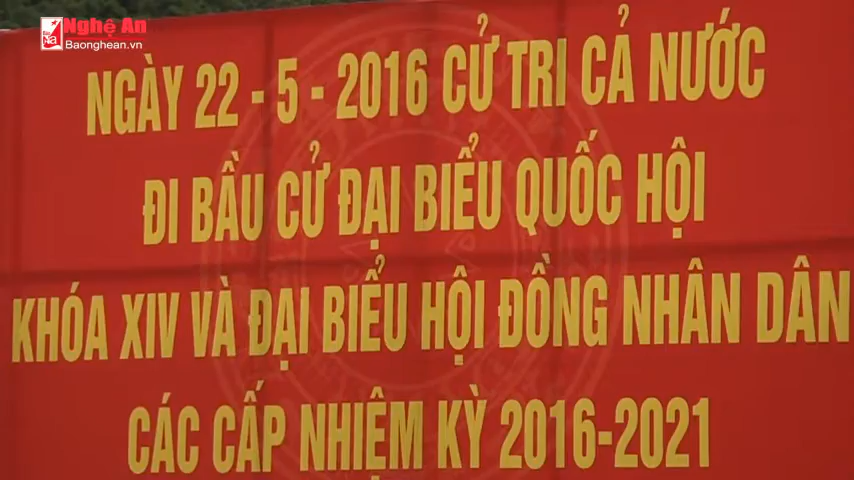 Nghệ An
Baonghean.vn
NGÀY 22 - 5 - 2016 CỬ TRI CẢ NƯỚC
ĐI BẦU CỬ ĐẠI BIỂU QUỐC HỘI
KHÓA XIV VÀ ĐẠI BIỂU HỘI ĐỒNG NHÂN DÂN
CÁC CẤP NHIỆM KỲ 2016-2021